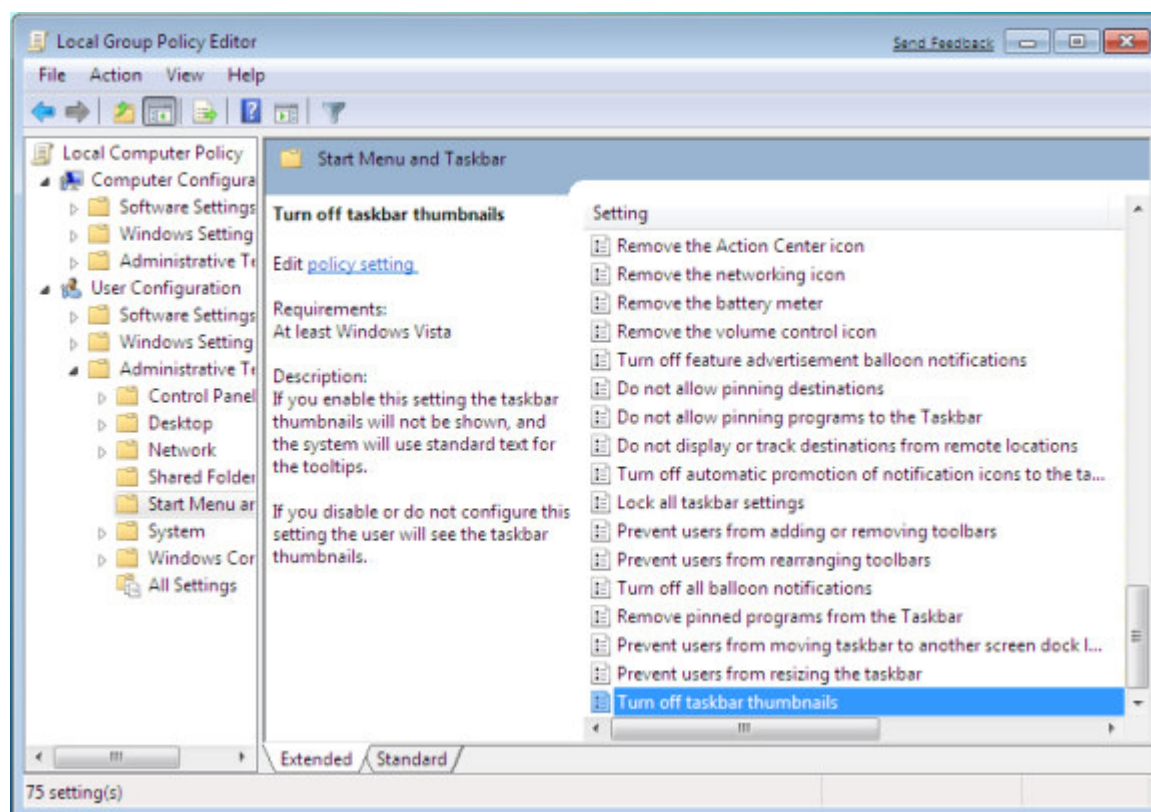 Local Group Policy Editor
Send Feedback
File Action View Help
Local Computer Policy
Computer Configura
Software Settings
Windows Setting
Administrative Te
User Configuration
Software Settings
Windows Setting
Administrative Te
Control Panel
Desktop
Network
Shared Folder
Start Menu ar
System
Windows Cor
All Settings
Start Menu and Taskbar
Turn off taskbar thumbnails
Edit policy setting
Requirements:
At least Windows Vista
Description:
If you enable this setting the taskbar
thumbnails will not be shown, and
the system will use standard text for
the tooltips.
If you disable or do not configure this
setting the user will see the taskbar
thumbnails.
Setting
Remove the Action Center icon
Remove the networking icon
Remove the battery meter
Remove the volume control icon
Turn off feature advertisement balloon notifications
Do not allow pinning destinations
Do not allow pinning programs to the Taskbar
Do not display or track destinations from remote locations
Turn off automatic promotion of notification icons to the ta...
Lock all taskbar settings
Prevent users from adding or removing toolbars
Prevent users from rearranging toolbars
Turn off all balloon notifications
Remove pinned programs from the Taskbar
Prevent users from moving taskbar to another screen dock l...
Prevent users from resizing the taskbar
Turn off taskbar thumbnails
Extended Standard
75 setting(s)